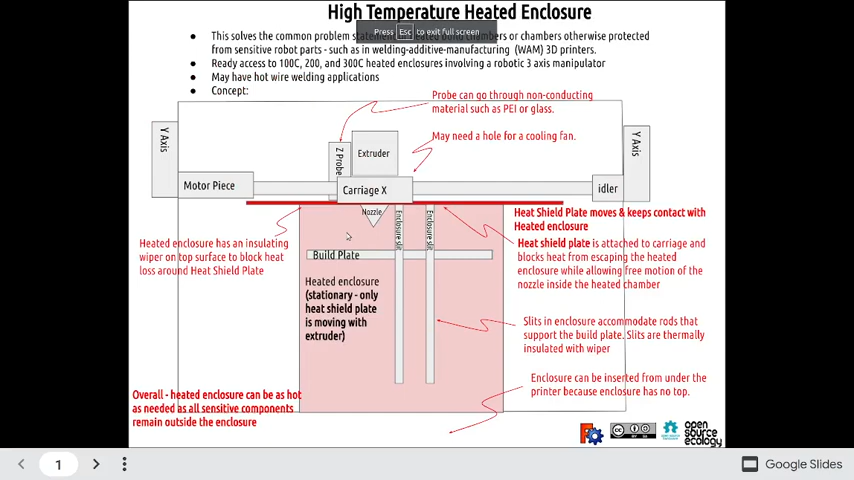 High Temperature Heated Enclosure
Press Esc to exit full screen
This solves the common problem chambers or chambers otherwise protected
from sensitive robot parts - such as in welding-additive-manufacturing (WAM) 3D printers.
Ready access to 100C, 200, and 300C heated enclosures involving a robotic 3 axis manipulator
May have hot wire welding applications
Concept:
Probe can go through non-conducting
material such as PEI or glass.
May need a hole for a cooling fan.
Y Axis
Y Axis
Z Probe
Extruder
Motor Piece
Carriage X
idler
Nozzle
Enclosure
Enclosure
Heat Shield Plate moves & keeps contact with
Heated enclosure
Heat shield plate is attached to carriage and
blocks heat from escaping the heated
enclosure while allowing free motion of the
nozzle inside the heated chamber
Heated enclosure has an insulating
wiper on top surface to block heat
loss around Heat Shield Plate
Build Plate
Heated enclosure
(stationary - only
heat shield plate
is moving with
extruder)
Slits in enclosure accommodate rods that
support the build plate. Slits are thermally
insulated with wiper
Enclosure can be inserted from under the
printer because enclosure has no top.
Overall - heated enclosure can be as hot
as needed as all sensitive components
remain outside the enclosure
open
source
ecology
1
Google Slides